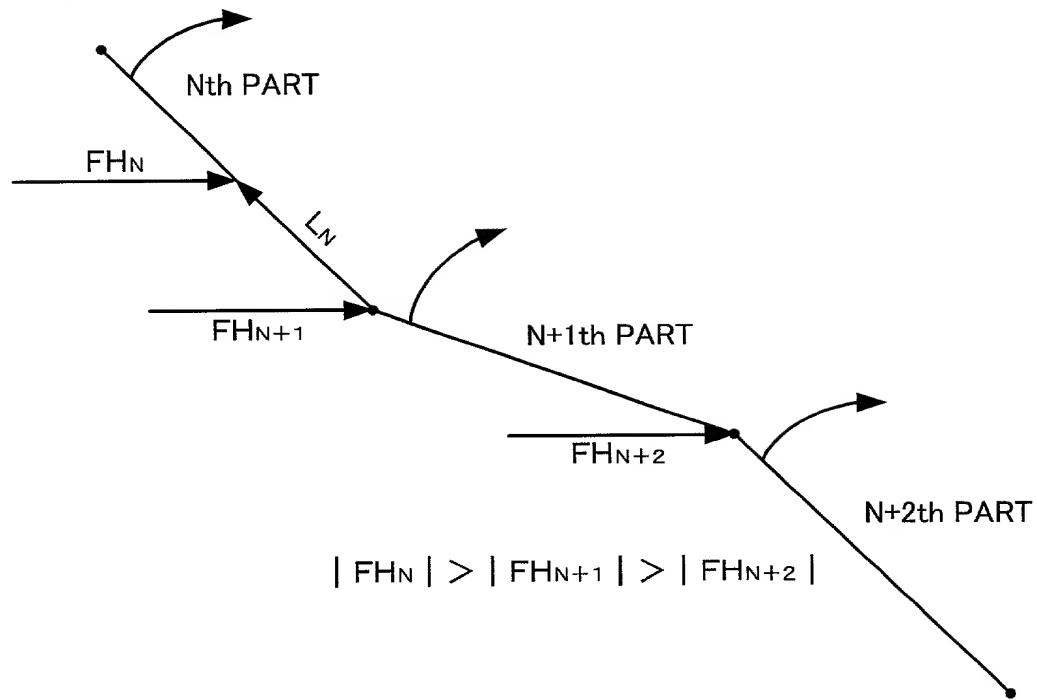 Nth PART
FHN
LN
FHN+1
N+1th PART
FHN+2
N+2th PART
| FHN | > | FHN+1 | > | FHN+2 |